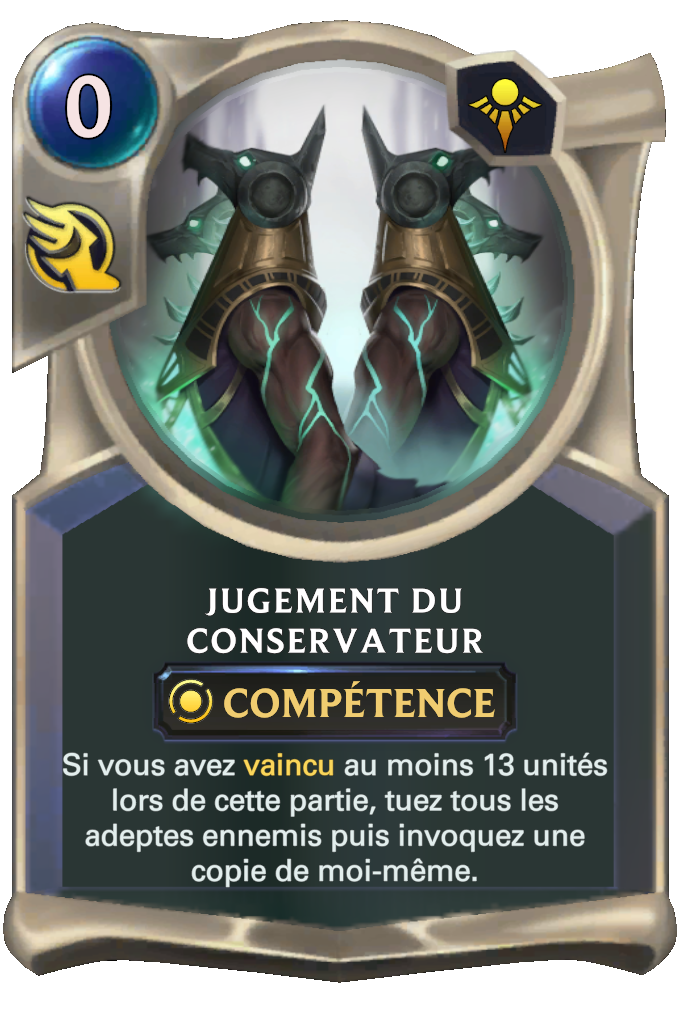 0
JUGEMENT DU
CONSERVATEUR
COMPÉTENCE
Si vous avez vaincu au moins 13 unités
lors de cette partie, tuez tous les
adeptes ennemis puis invoquez une
copie de moi-même.